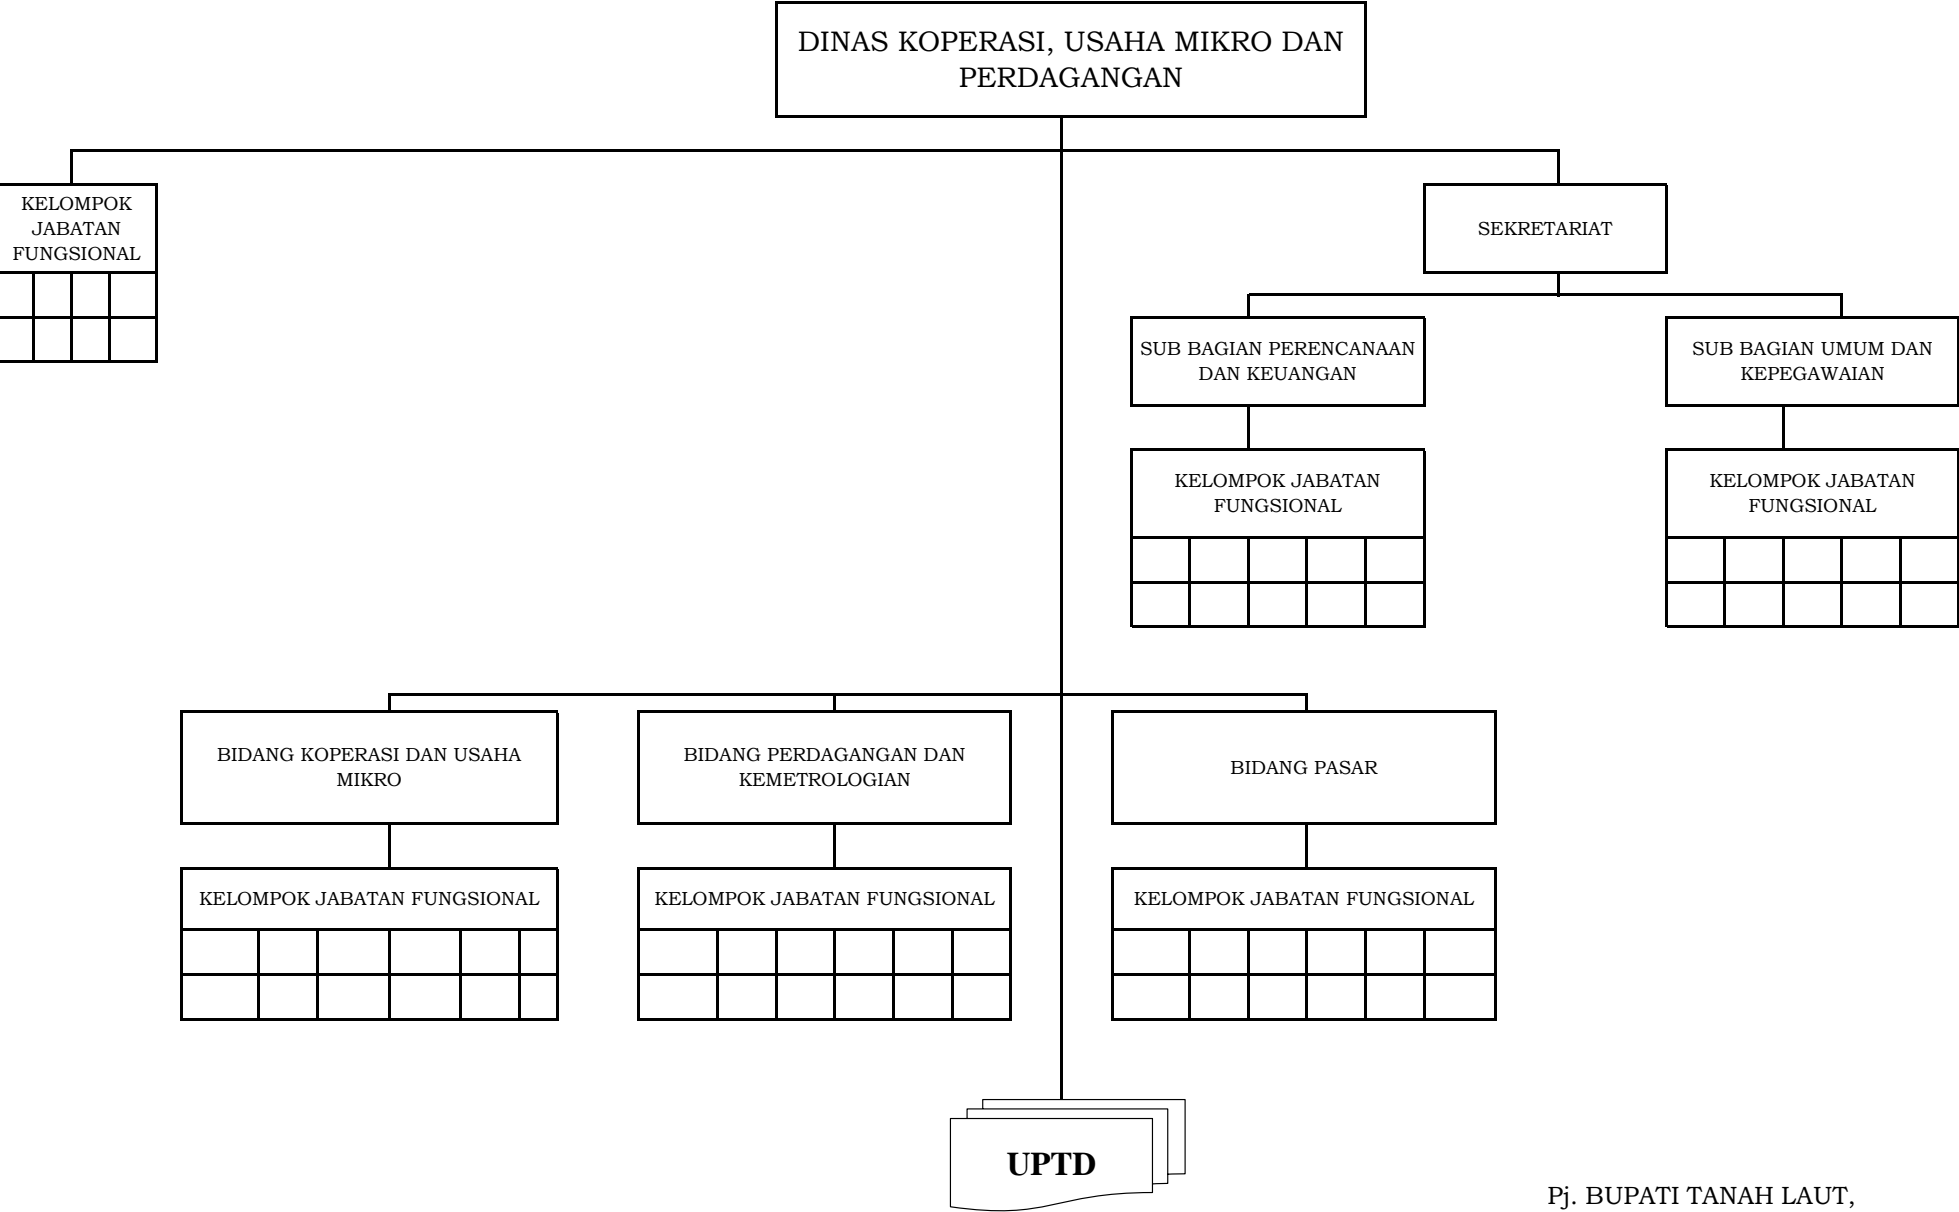 DINAS KOPERASI, USAHA MIKRO DAN
PERDAGANGAN
KELOMPOK
JABATAN
FUNGSIONAL
SEKRETARIAT
SUB BAGIAN PERENCANAAN
DAN KEUANGAN
SUB BAGIAN UMUM DAN
KEPEGAWAIAN
KELOMPOK JABATAN
FUNGSIONAL
KELOMPOK JABATAN
FUNGSIONAL
BIDANG KOPERASI DAN USAHA
MIKRO
BIDANG PERDAGANGAN DAN
KEMETROLOGIAN
BIDANG PASAR
KELOMPOK JABATAN FUNGSIONAL
KELOMPOK JABATAN FUNGSIONAL
KELOMPOK JABATAN FUNGSIONAL
UPTD
Pj. BUPATI TANAH LAUT,